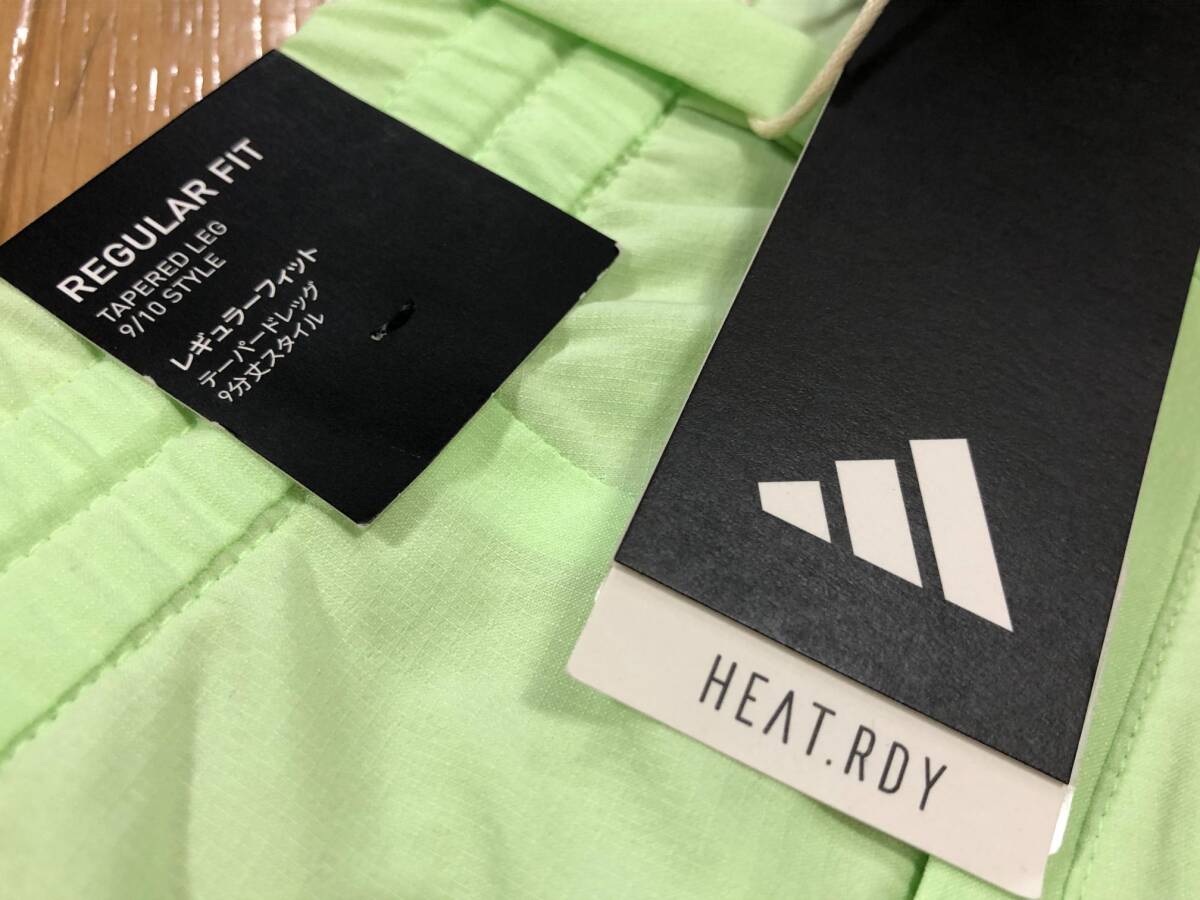 REGULAR FIT
TAPERED LEG
9/10 STYLE
レギュラーフィット
テーパードレッグ
9分丈スタイル
HEAT.RDY